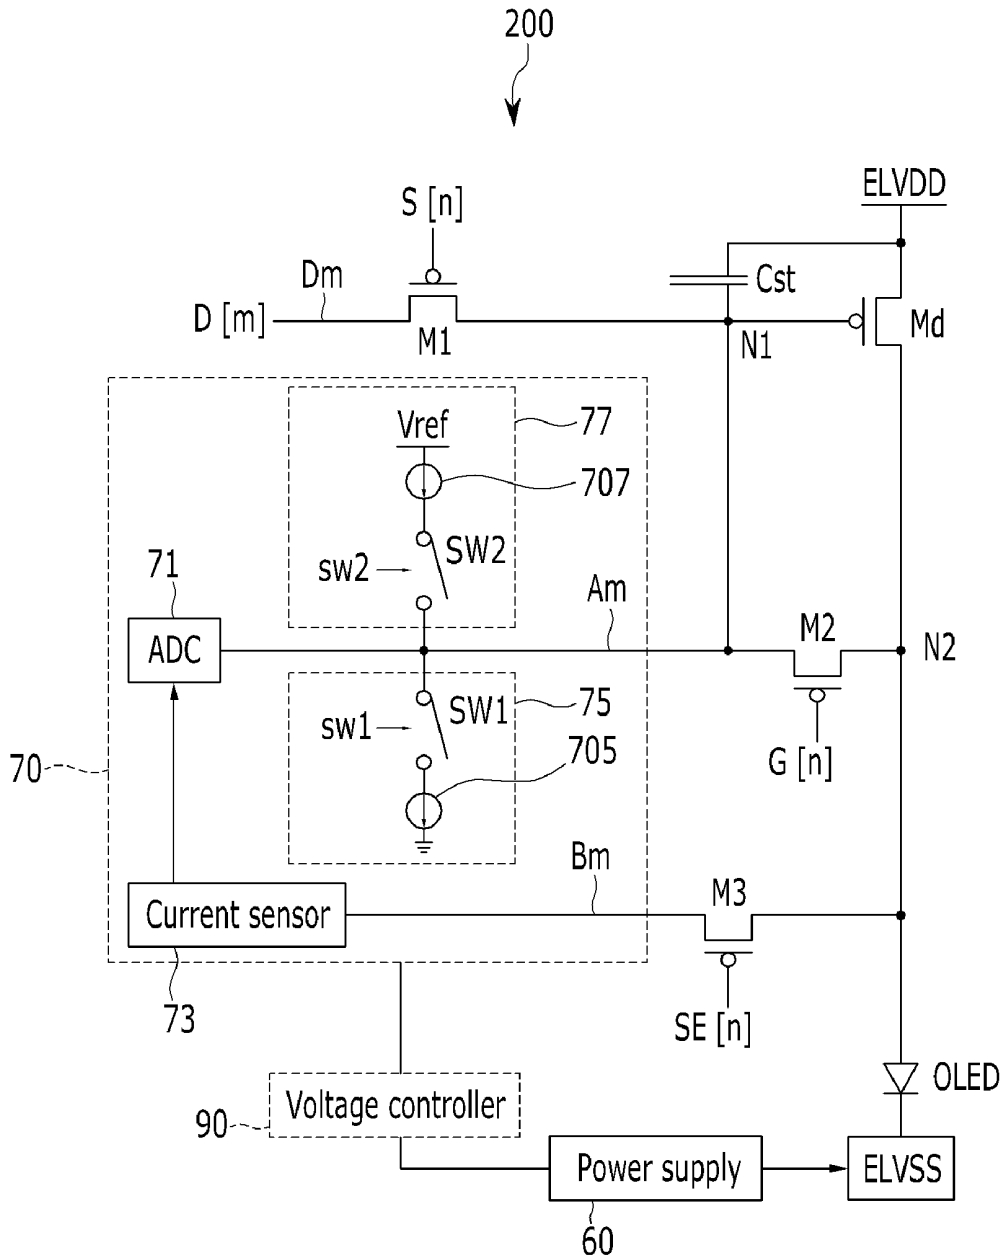 200
ELVDD
S [n]
Dm
Cst
D [m]
M1
N1
Md
77
Vref
707
SW2
sw2
71
Am
M2
ADC
N2
SW1
75
sw1
705
70
G [n]
Bm
M3
Current sensor
73
SE [n]
OLED
Voltage controller
90
Power supply
ELVSS
60